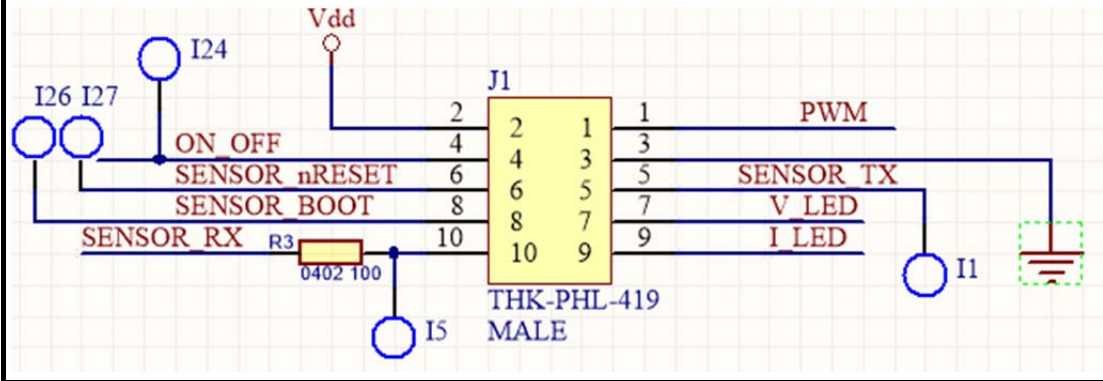 Vdd
I24
J1
I26 I27
2 2 1 1 PWM
ON_OFF 4 4 3 3
SENSOR_nRESET 6 6 5 5 SENSOR_TX
SENSOR_BOOT 8 8 7 7 V_LED
SENSOR_RX R3 10 10 9 9 I_LED
0402 100
I1
THK-PHL-419
I5 MALE